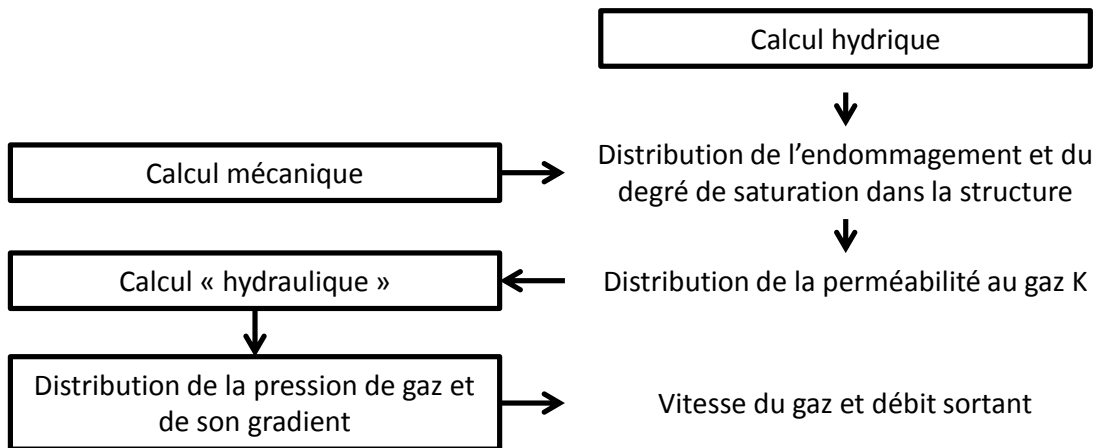 Calcul hydrique
Calcul mécanique
Distribution de l'endommagement et du
degré de saturation dans la structure
Calcul « hydraulique »
Distribution de la perméabilité au gaz K
Distribution de la pression de gaz et
de son gradient
Vitesse du gaz et débit sortant